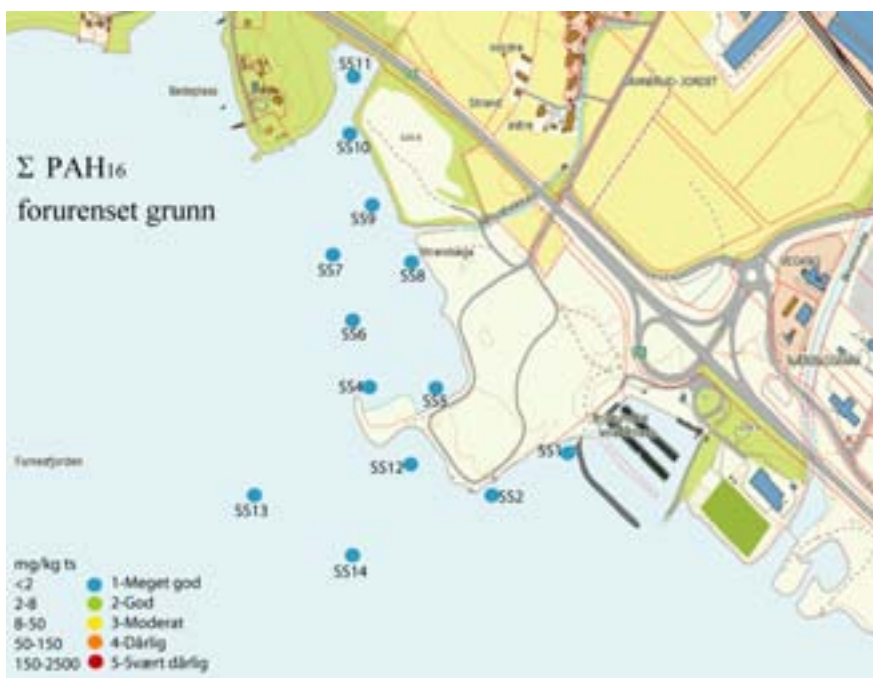 SS11
Strand
SS10
Σ PAH16
forurenset grunn
SS9
SS7
SS8
SS6
SS4
SS5
SS1
Furnesfjorden
SS12
SS13
SS2
SS14
mg/kg ts
<2 1-Meget god
2-8 2-God
8-50 3-Moderat
50-150 4-Dårlig
150-2500 5-Svært dårlig